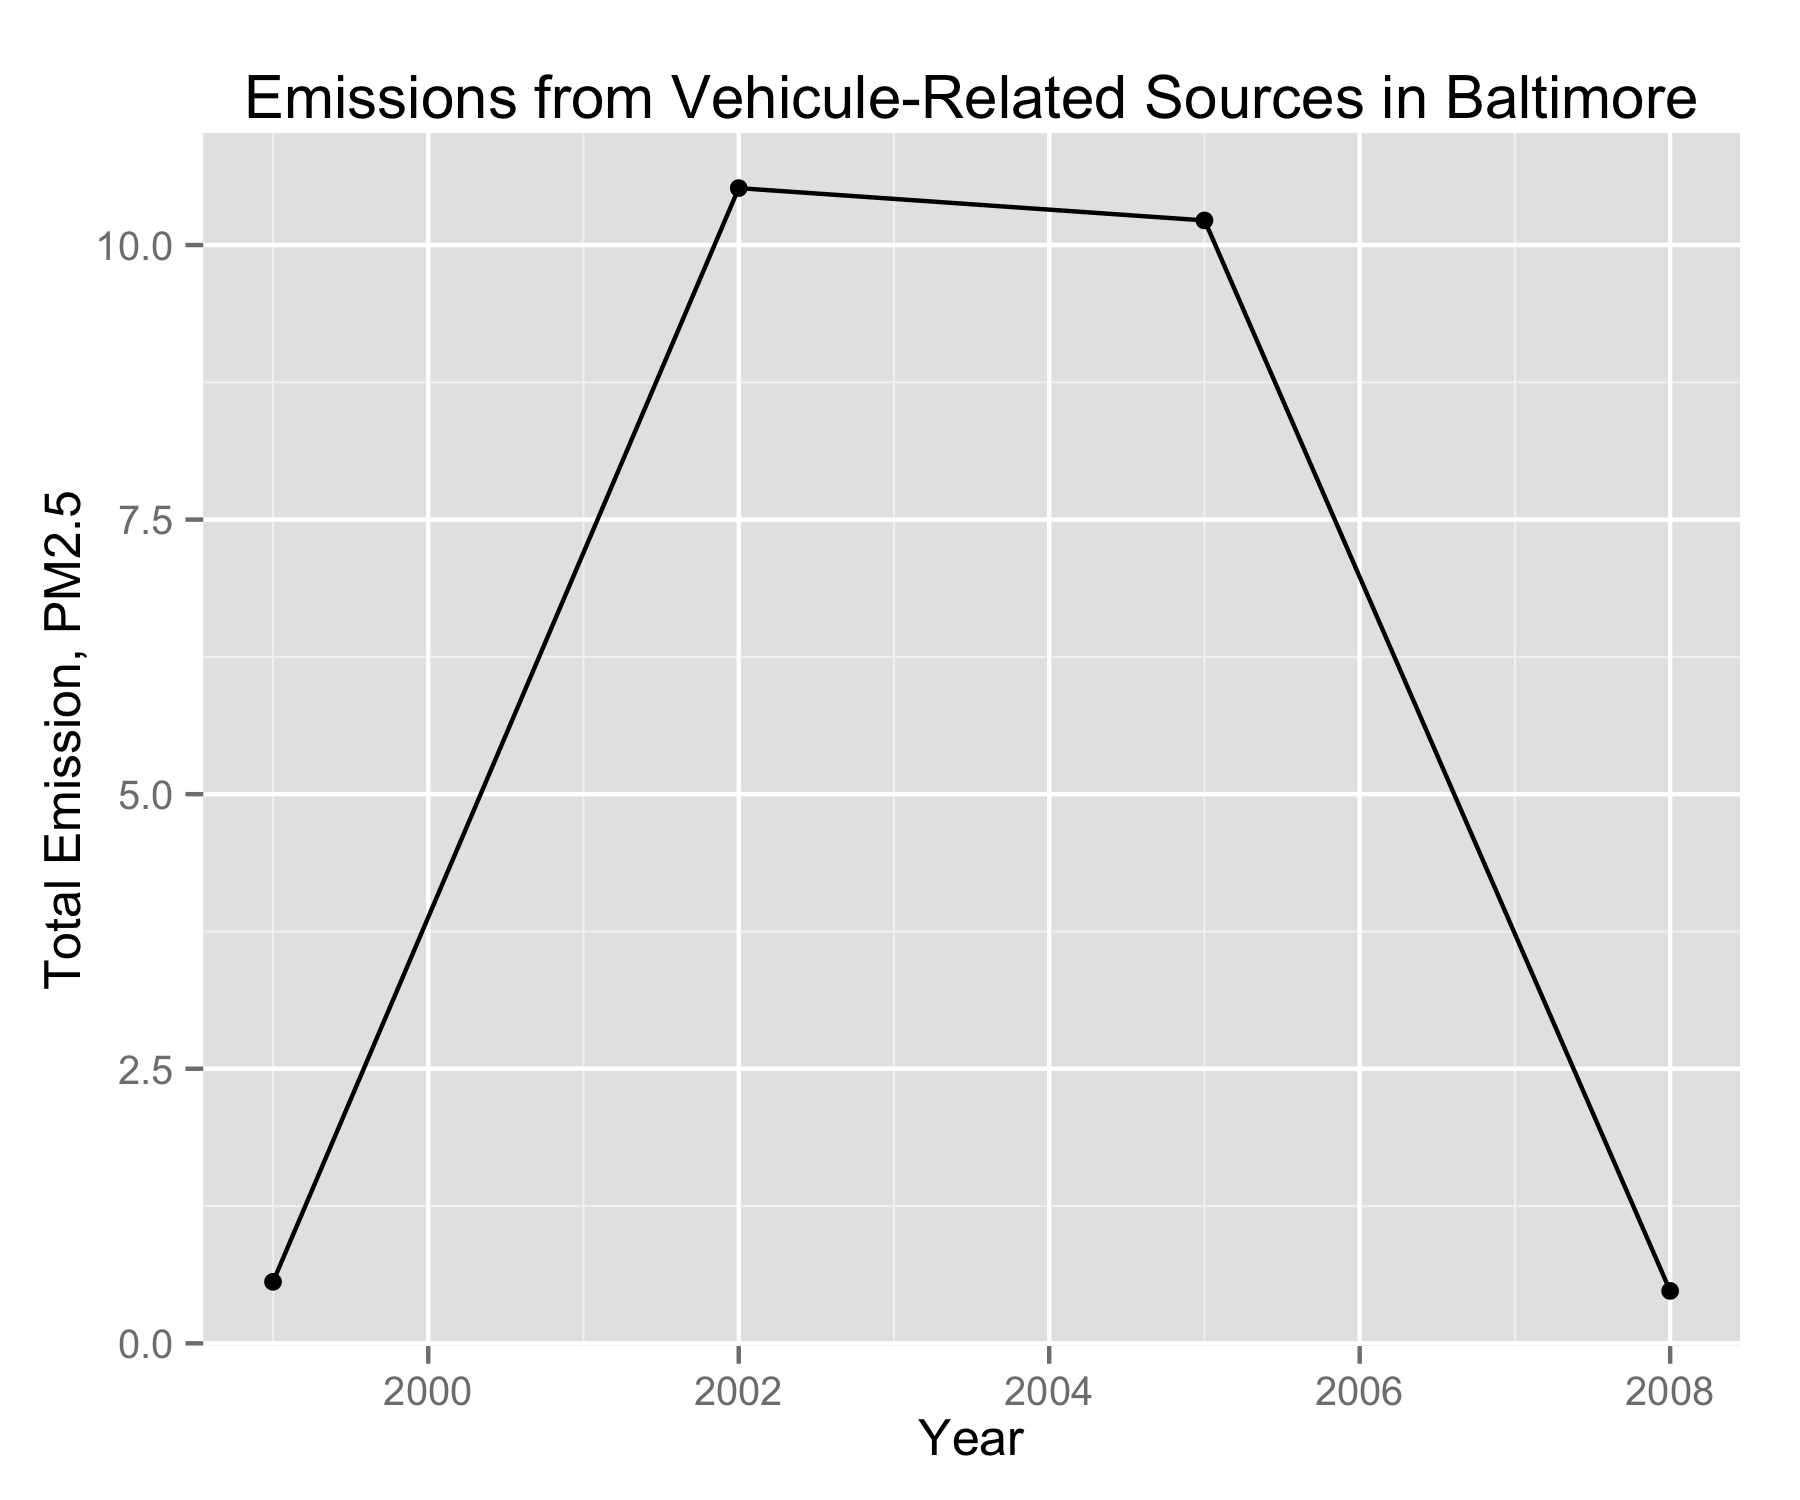 Emissions from Vehicule-Related Sources in Baltimore
Total Emission, PM2.5
10.0
7.5
5.0
2.5
0.0
2000 2002 2004 2006 2008
Year